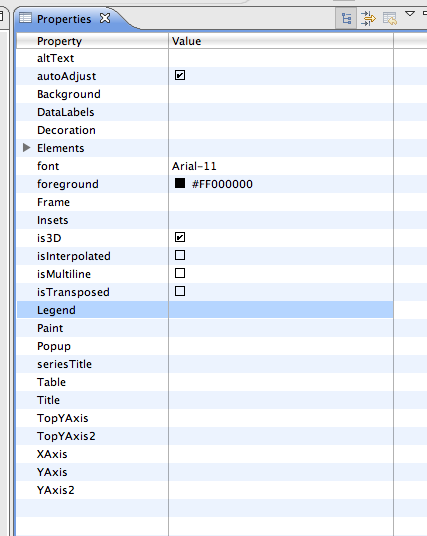 Properties
Property Value
altText
autoAdjust
Background
DataLabels
Decoration
Elements
font Arial-11
foreground #FF000000
Frame
Insets
is3D
isInterpolated
isMultiline
isTransposed
Legend
Paint
Popup
seriesTitle
Table
Title
TopYAxis
TopYAxis2
XAxis
YAxis
YAxis2